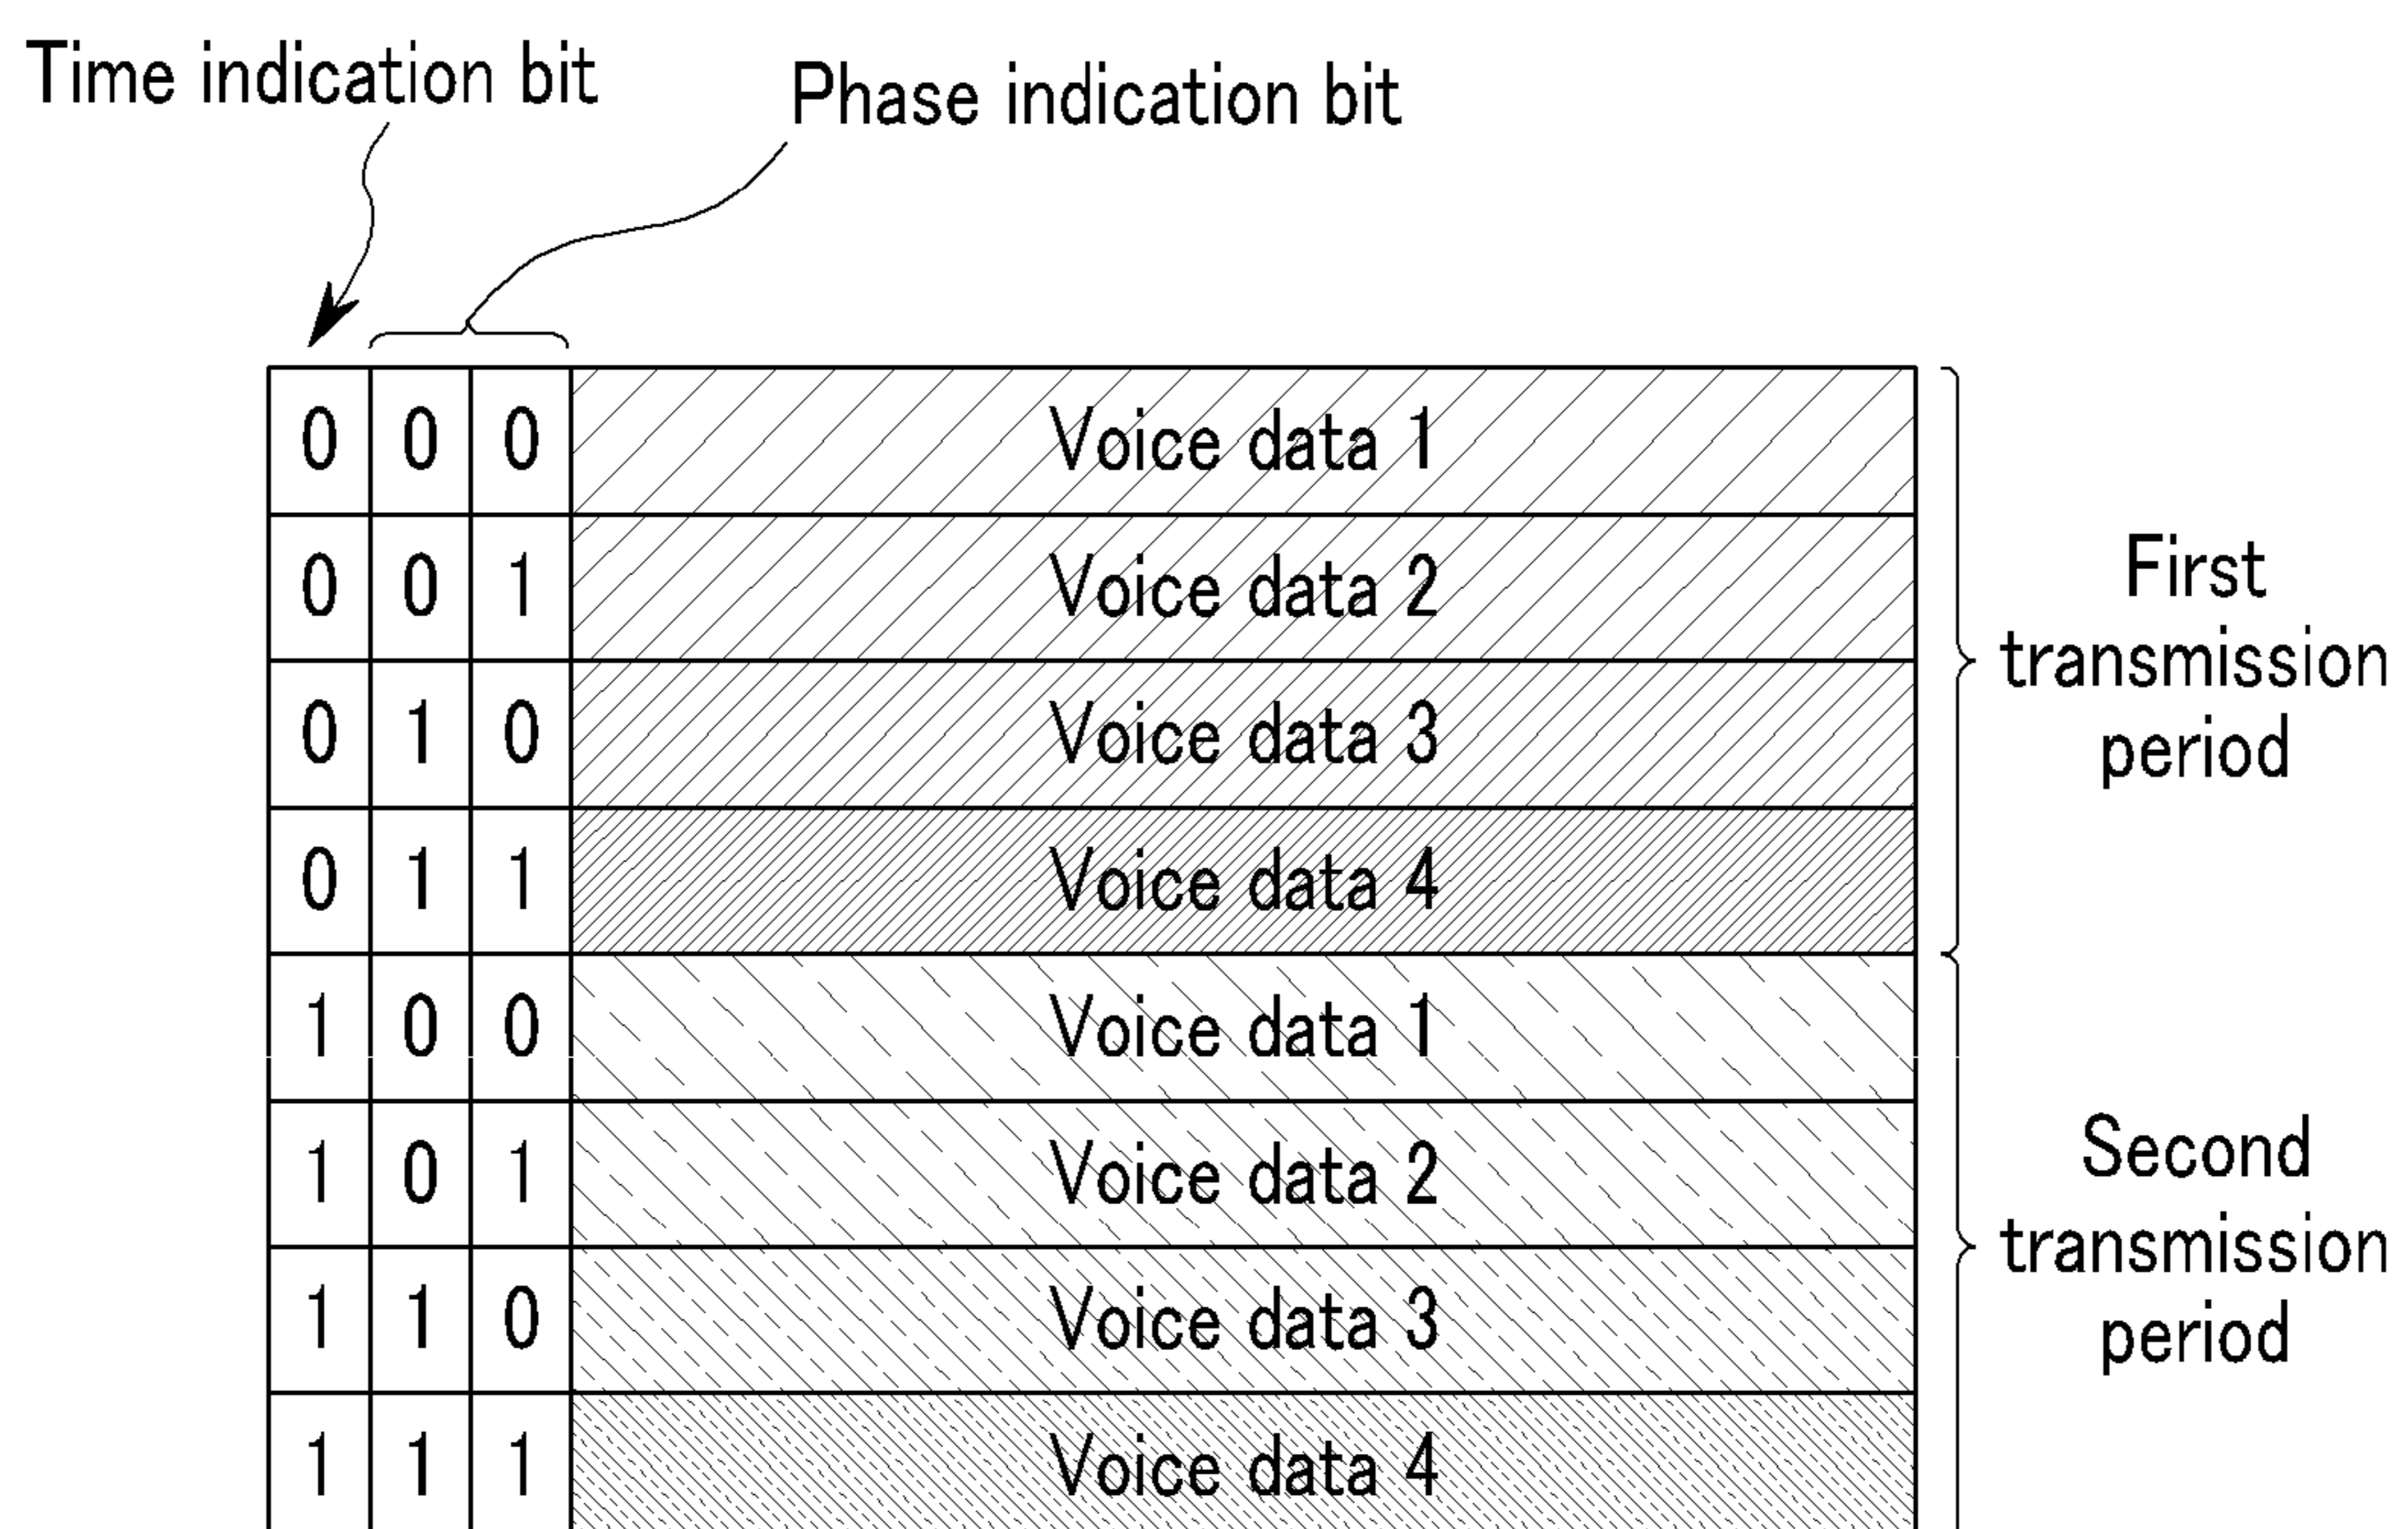 Time indication bit
Phase indication bit
0 0 0 Voice data 1
0 0 1 Voice data 2
0 1 0 Voice data 3
0 1 1 Voice data 4
First
transmission
period
1 0 0 Voice data 1
1 0 1 Voice data 2
1 1 0 Voice data 3
1 1 1 Voice data 4
Second
transmission
period